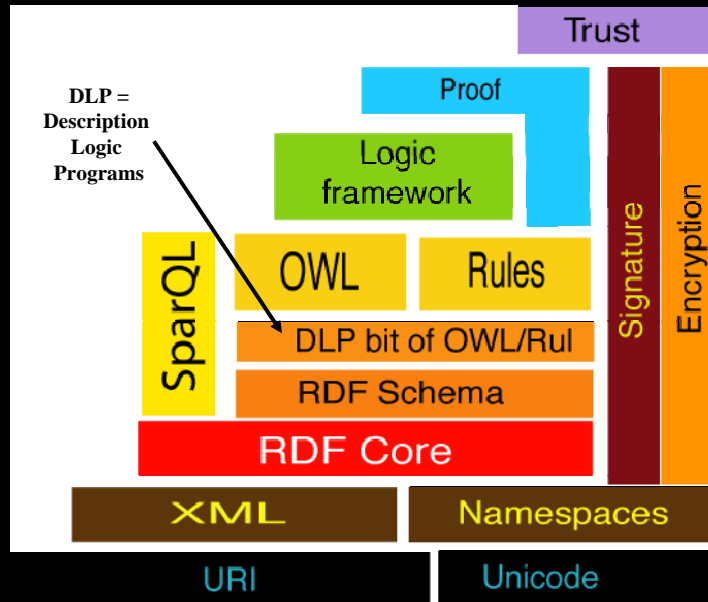 Trust
Proof
DLP =
Description
Logic
Programs
Logic
framework
SparQL
OWL
Rules
Signature
Encryption
DLP bit of OWL/Rul
RDF Schema
RDF Core
XML
Namespaces
URI
Unicode